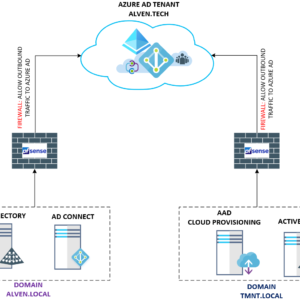 AZURE AD TENANT
ALVEN.TECH
FIREWALL: ALLOW OUTBOUND
TRAFFIC TO AZURE AD
FIREWALL: ALLOW OUTBOUND
TRAFFIC TO AZURE AD
pfsense
pfsense
ECTORY
AD CONNECT
AAD
CLOUD PROVISIONING
ACTIVE
DOMAIN
ALVEN.LOCAL
DOMAIN
TMNT.LOCAL